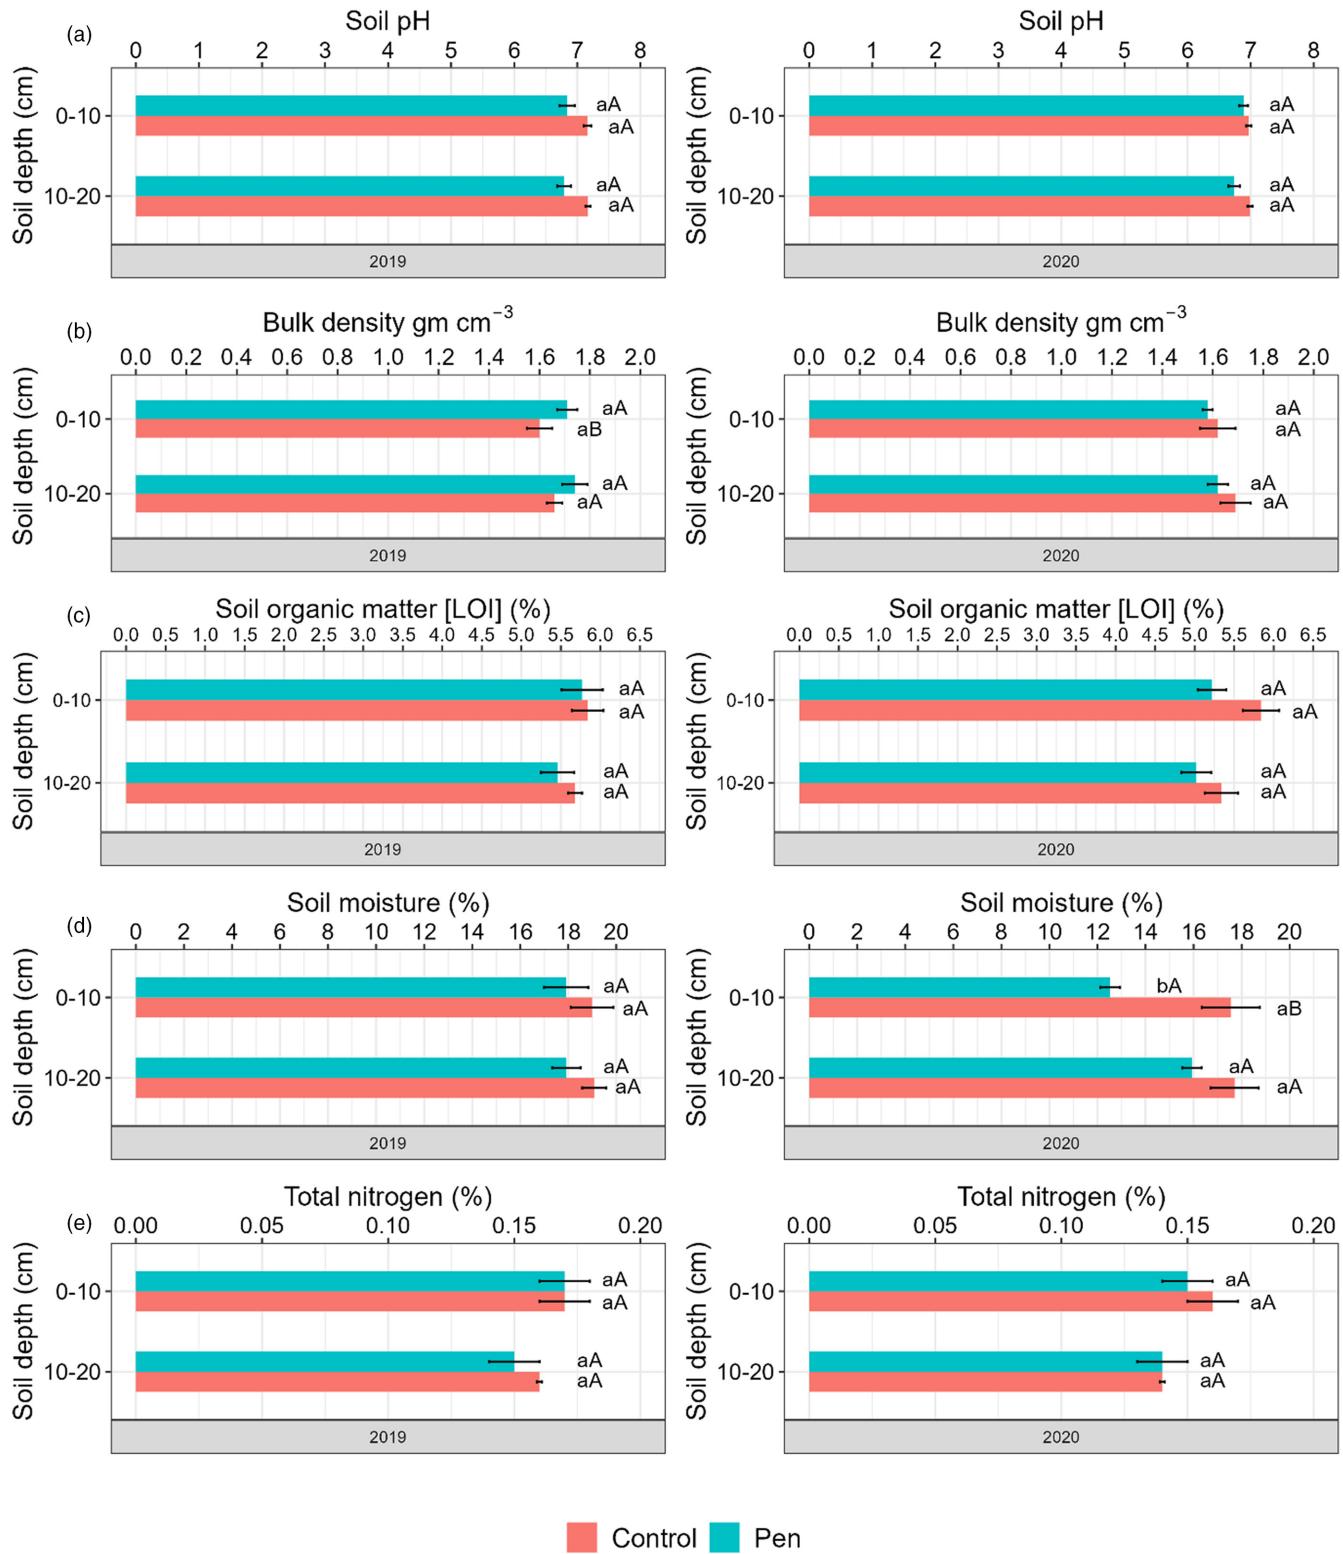 (a)
Soil pH
0 1 2 3 4 5 6 7 8
Soil depth (cm)
0-10
aA
aA
10-20
aA
aA
2019
Soil pH
0 1 2 3 4 5 6 7 8
Soil depth (cm)
0-10
aA
aA
10-20
aA
aA
2020
(b)
Bulk density gm cm⁻³
0.0 0.2 0.4 0.6 0.8 1.0 1.2 1.4 1.6 1.8 2.0
Soil depth (cm)
0-10
aA
aB
10-20
aA
aA
2019
Bulk density gm cm⁻³
0.0 0.2 0.4 0.6 0.8 1.0 1.2 1.4 1.6 1.8 2.0
Soil depth (cm)
0-10
aA
aA
10-20
aA
aA
2020
(c)
Soil organic matter [LOI] (%)
0.0 0.5 1.0 1.5 2.0 2.5 3.0 3.5 4.0 4.5 5.0 5.5 6.0 6.5
Soil depth (cm)
0-10
aA
aA
10-20
aA
aA
2019
Soil organic matter [LOI] (%)
0.0 0.5 1.0 1.5 2.0 2.5 3.0 3.5 4.0 4.5 5.0 5.5 6.0 6.5
Soil depth (cm)
0-10
aA
aA
10-20
aA
aA
2020
(d)
Soil moisture (%)
0 2 4 6 8 10 12 14 16 18 20
Soil depth (cm)
0-10
aA
aA
10-20
aA
aA
2019
Soil moisture (%)
0 2 4 6 8 10 12 14 16 18 20
Soil depth (cm)
0-10
bA
aB
10-20
aA
aA
2020
(e)
Total nitrogen (%)
0.00 0.05 0.10 0.15 0.20
Soil depth (cm)
0-10
aA
aA
10-20
aA
aA
2019
Total nitrogen (%)
0.00 0.05 0.10 0.15 0.20
Soil depth (cm)
0-10
aA
aA
10-20
aA
aA
2020
Control Pen